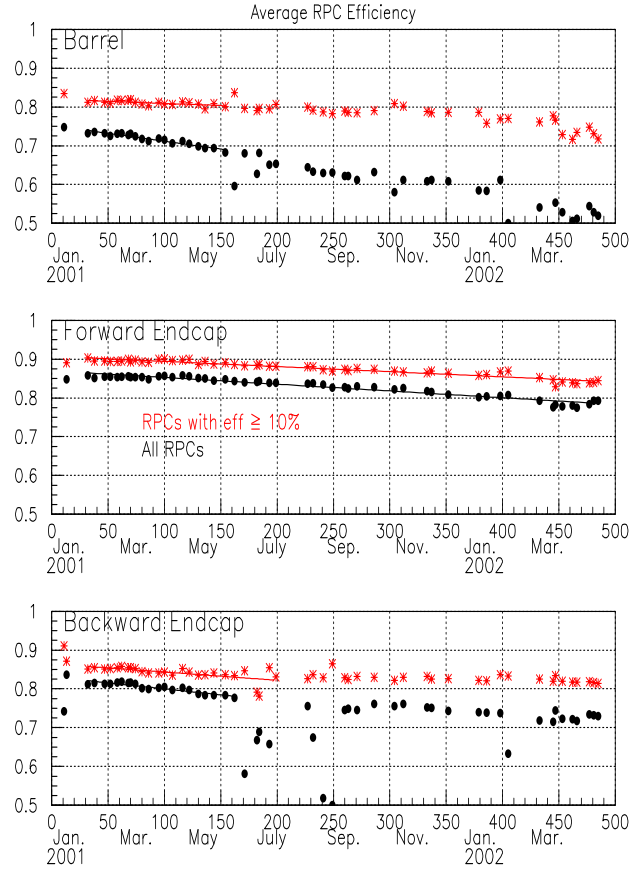 Average RPC Efficiency
1
Barrel
0.9
0.8
0.7
0.6
0.5
0 50 100 150 200 250 300 350 400 450 500
Jan. Mar. May July Sep. Nov. Jan. Mar.
2001 2002
1
Forward Endcap
0.9
0.8
RPCs with eff ≥ 10%
0.7
All RPCs
0.6
0.5
0 50 100 150 200 250 300 350 400 450 500
Jan. Mar. May July Sep. Nov. Jan. Mar.
2001 2002
1
Backward Endcap
0.9
0.8
0.7
0.6
0.5
0 50 100 150 200 250 300 350 400 450 500
Jan. Mar. May July Sep. Nov. Jan. Mar.
2001 2002